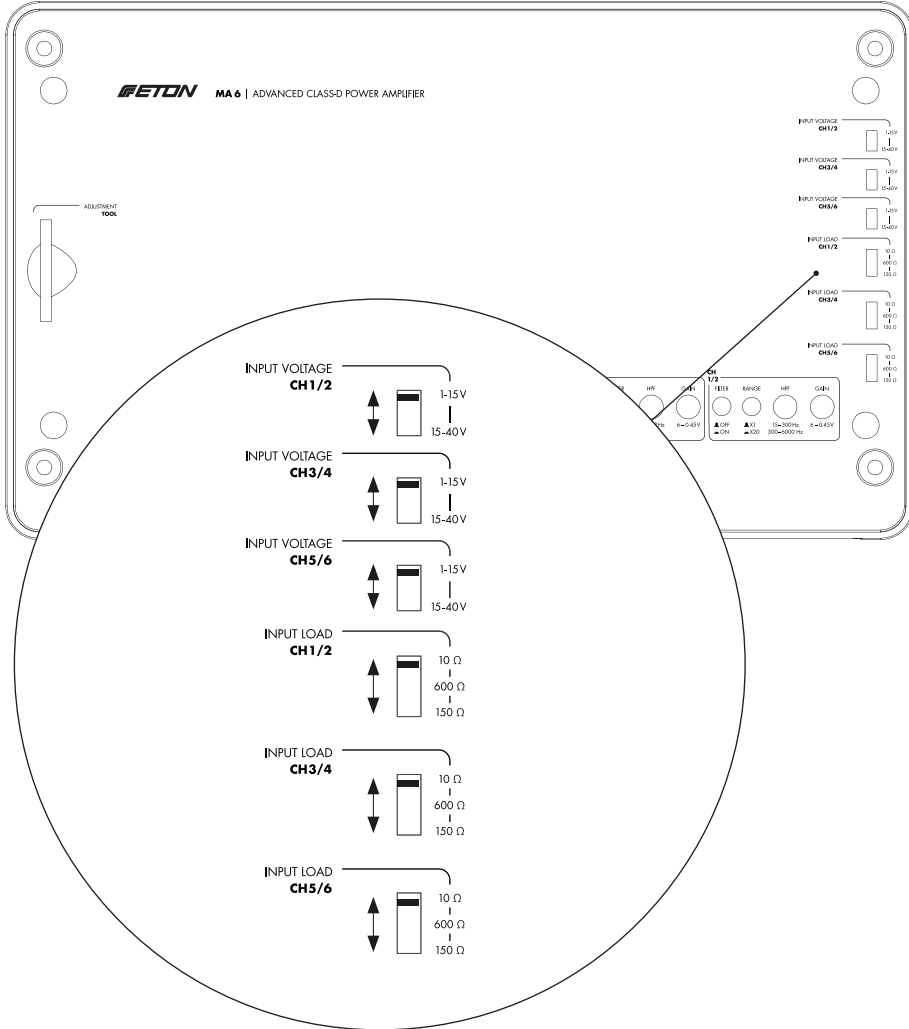 ETON MA 6 | ADVANCED CLASS-D POWER AMPLIFIER
ADJUSTMENT
TOOL
INPUT VOLTAGE
CH1/2
1-15V
15-40V
INPUT VOLTAGE
CH3/4
1-15V
15-40V
INPUT VOLTAGE
CH5/6
1-15V
15-40V
INPUT LOAD
CH1/2
10 Ω
600 Ω
150 Ω
INPUT LOAD
CH3/4
10 Ω
600 Ω
150 Ω
INPUT LOAD
CH5/6
10 Ω
600 Ω
150 Ω
CH
1/2
HPF GAIN
Hz 6–0.45V
FILTER RANGE HPF GAIN
OFF X1 15–300Hz 6–0.45V
ON X20 300–6000 Hz
INPUT VOLTAGE
CH1/2
1-15V
15-40V
INPUT VOLTAGE
CH3/4
1-15V
15-40V
INPUT VOLTAGE
CH5/6
1-15V
15-40V
INPUT LOAD
CH1/2
10 Ω
600 Ω
150 Ω
INPUT LOAD
CH3/4
10 Ω
600 Ω
150 Ω
INPUT LOAD
CH5/6
10 Ω
600 Ω
150 Ω